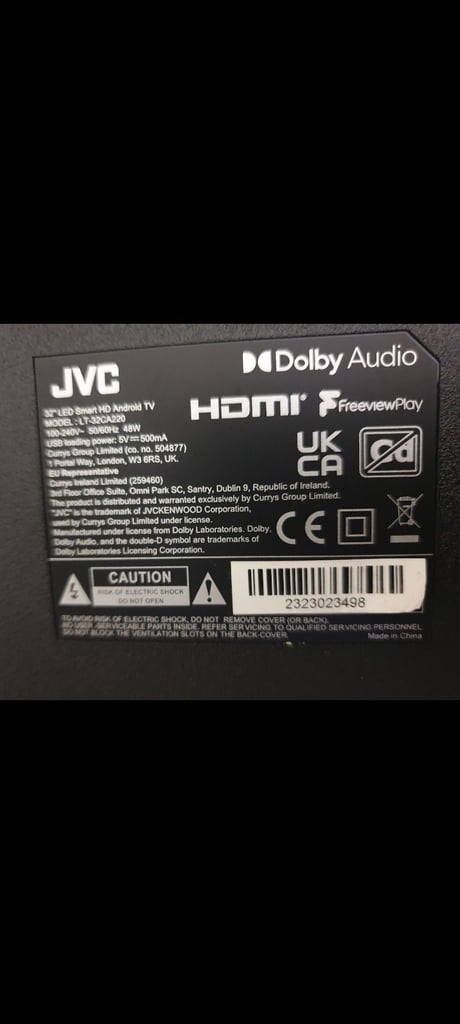 JVC
Dolby Audio
32" LED Smart HD Android TV
MODEL: LT-32CA220
100-240V~ 50/60Hz 48W
USB loading power: 5V⎓500mA
Currys Group Limited (co. no. 504877)
1 Portal Way, London, W3 6RS, UK.
EU Representative
Currys Ireland Limited (259460)
3rd Floor Office Suite, Omni Park SC, Santry, Dublin 9, Republic of Ireland.
The product is distributed and warranted exclusively by Currys Group Limited.
"JVC" is the trademark of JVCKENWOOD Corporation,
used by Currys Group Limited under license.
Manufactured under license from Dolby Laboratories. Dolby,
Dolby Audio, and the double-D symbol are trademarks of
Dolby Laboratories Licensing Corporation.
HDMI®
FreeviewPlay
UK
CA
Cd
CE
CAUTION
RISK OF ELECTRIC SHOCK
DO NOT OPEN
2323023498
TO AVOID RISK OF ELECTRIC SHOCK, DO NOT REMOVE COVER (OR BACK).
NO USER-SERVICEABLE PARTS INSIDE. REFER SERVICING TO QUALIFIED SERVICING PERSONNEL.
DO NOT BLOCK THE VENTILATION SLOTS ON THE BACK-COVER.
Made in China